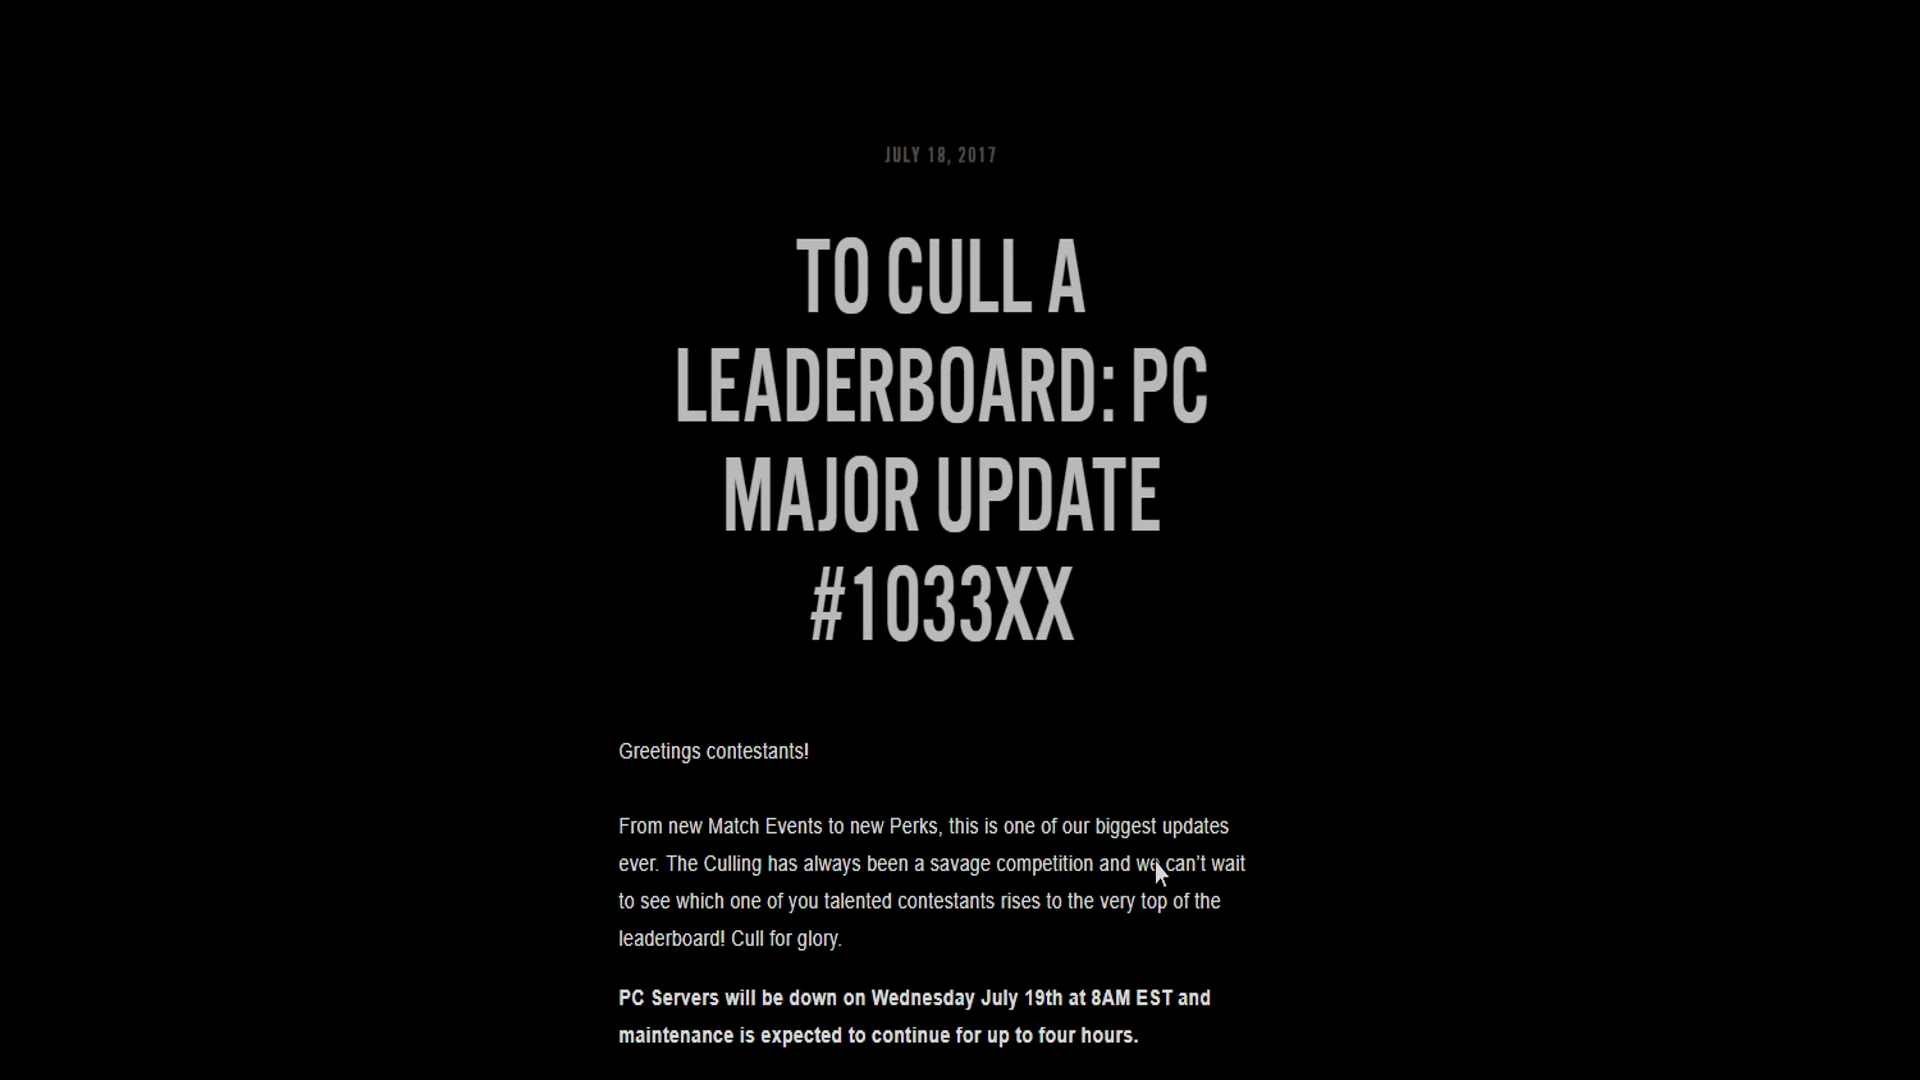 JULY 18, 2017
TO CULL A
LEADERBOARD: PC
MAJOR UPDATE
#1033XX
Greetings contestants!
From new Match Events to new Perks, this is one of our biggest updates
ever. The Culling has always been a savage competition and we can’t wait
to see which one of you talented contestants rises to the very top of the
leaderboard! Cull for glory.
PC Servers will be down on Wednesday July 19th at 8AM EST and
maintenance is expected to continue for up to four hours.